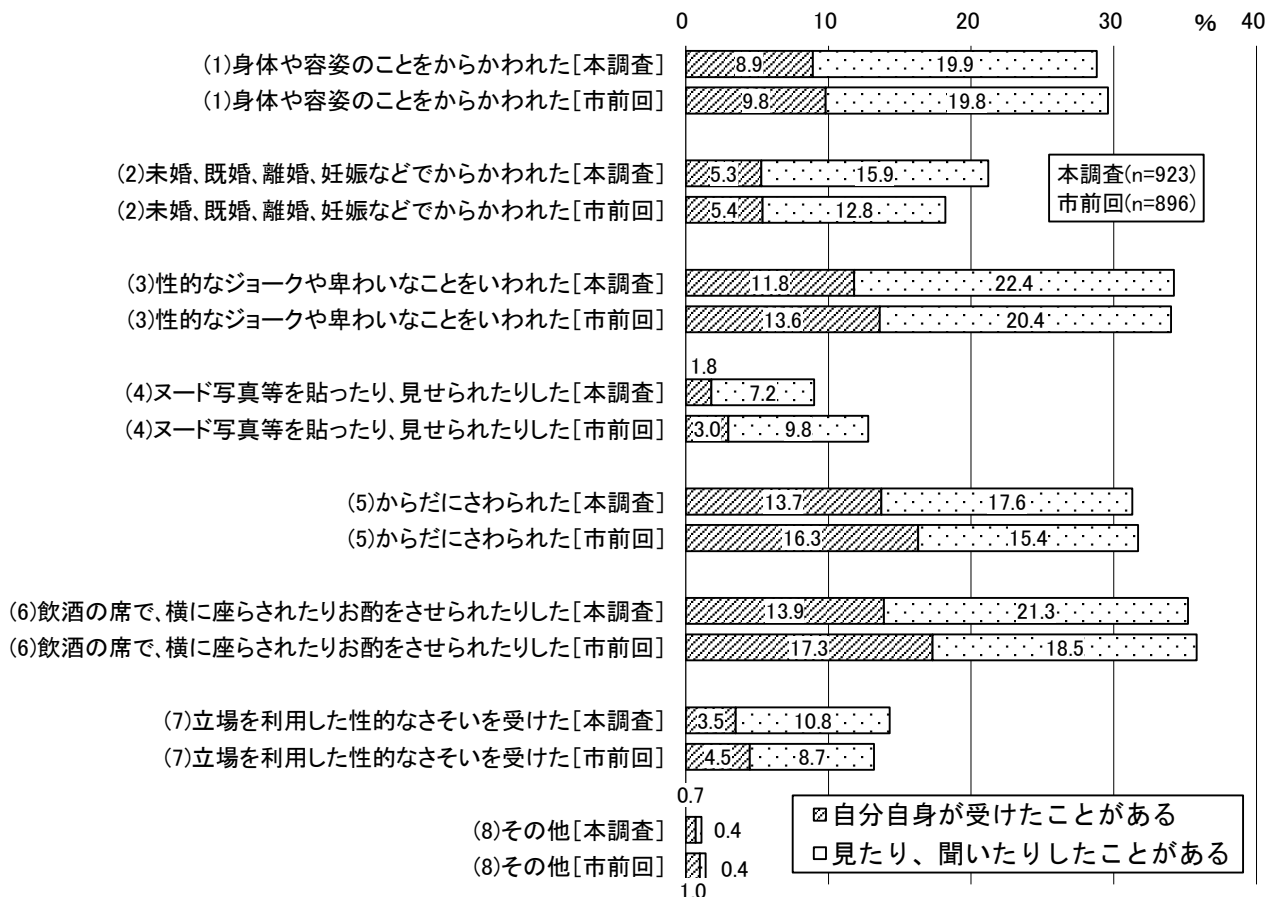 0 10 20 30 % 40
(1)身体や容姿のことをからかわれた[本調査] 8.9 19.9
(1)身体や容姿のことをからかわれた[市前回] 9.8 19.8
(2)未婚、既婚、離婚、妊娠などでからかわれた[本調査] 5.3 15.9
(2)未婚、既婚、離婚、妊娠などでからかわれた[市前回] 5.4 12.8
本調査(n=923)
市前回(n=896)
(3)性的なジョークや卑わいなことをいわれた[本調査] 11.8 22.4
(3)性的なジョークや卑わいなことをいわれた[市前回] 13.6 20.4
1.8
(4)ヌード写真等を貼ったり、見せられたりした[本調査] 7.2
(4)ヌード写真等を貼ったり、見せられたりした[市前回] 3.0 9.8
(5)からだにさわられた[本調査] 13.7 17.6
(5)からだにさわられた[市前回] 16.3 15.4
(6)飲酒の席で、横に座らされたりお酌をさせられたりした[本調査] 13.9 21.3
(6)飲酒の席で、横に座らされたりお酌をさせられたりした[市前回] 17.3 18.5
(7)立場を利用した性的なさそいを受けた[本調査] 3.5 10.8
(7)立場を利用した性的なさそいを受けた[市前回] 4.5 8.7
0.7
(8)その他[本調査] 0.4
(8)その他[市前回] 0.4
1.0
自分自身が受けたことがある
見たり、聞いたりしたことがある